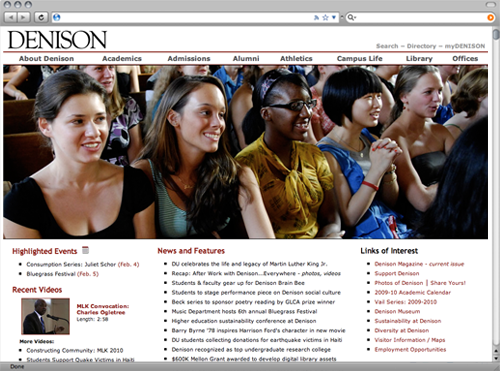 DENISON
Search ~ Directory ~ myDENISON
About Denison Academics Admissions Alumni Athletics Campus Life Library Offices
Highlighted Events
Consumption Series: Juliet Schor (Feb. 4)
Bluegrass Festival (Feb. 5)
Recent Videos
MLK Convocation:
Charles Ogletree
Length: 2:58
More Videos:
Constructing Community: MLK 2010
Students Support Quake Victims in Haiti
News and Features
DU celebrates the life and legacy of Martin Luther King Jr.
Recap: After Work with Denison...Everywhere - photos, videos
Students & faculty gear up for Denison Brain Bee
Students to stage performance piece on Denison social culture
Beck series to sponsor poetry reading by GLCA prize winner
Music Department hosts 6th annual Bluegrass Festival
Higher education sustainability conference at Denison
Barry Byrne '78 inspires Harrison Ford's character in new movie
DU students collecting donations for earthquake victims in Haiti
Denison recognized as top undergraduate research college
$600K Mellon Grant awarded to develop digital library assets
Links of Interest
Denison Magazine - current issue
Support Denison
Photos of Denison | Share Yours!
2009-10 Academic Calendar
Vail Series: 2009-2010
Denison Museum
Sustainability at Denison
Diversity at Denison
Visitor Information / Maps
Employment Opportunities
Done